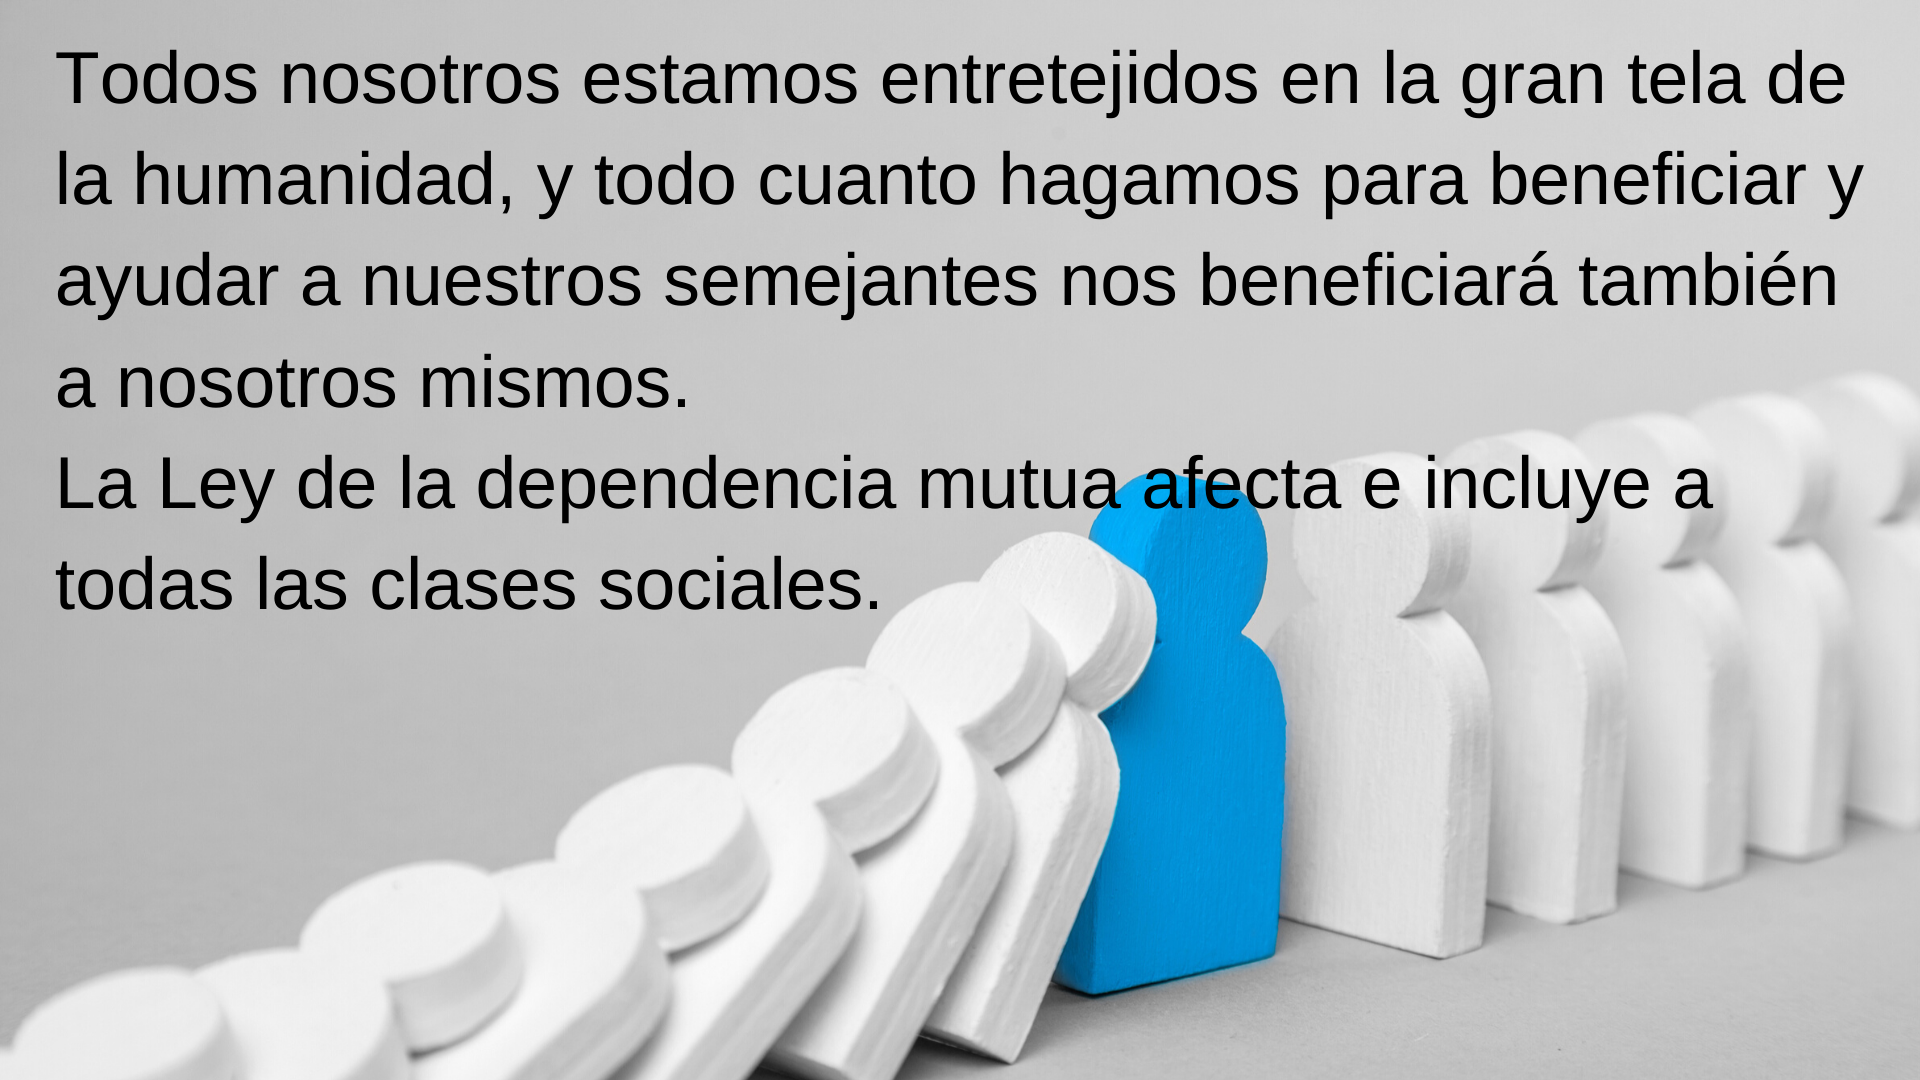 Todos nosotros estamos entretejidos en la gran tela de
la humanidad, y todo cuanto hagamos para beneficiar y
ayudar a nuestros semejantes nos beneficiará también
a nosotros mismos.
La Ley de la dependencia mutua afecta e incluye a
todas las clases sociales.